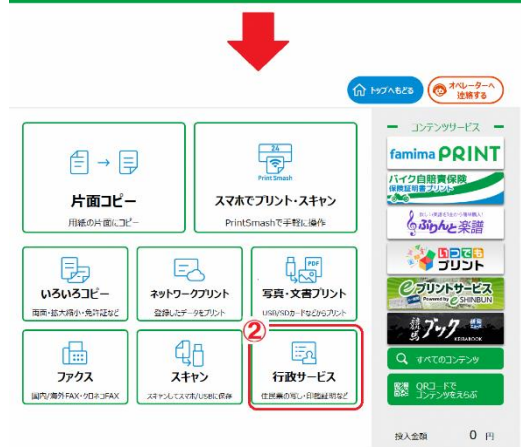 トップへもどる
オペレーターへ
連絡する
片面コピー
用紙の片面にコピー
24
Print Smash
スマホでプリント・スキャン
PrintSmashで手軽に操作
いろいろコピー
両面・拡大縮小・免許証など
ネットワークプリント
登録したデータをプリント
PDF
写真・文書プリント
USB/SDカードなどからプリント
ファクス
国内/海外FAX・クロネコFAX
スキャン
スキャンしてスマホ/USBに保存
②
行政サービス
住民票の写し・印鑑証明など
コンテンツサービス
famima PRINT
バイク自賠責保険
保険証明書プリント
ぷりんと楽譜
いつでも
プリント
eプリントサービス
Powered by e-SHINBUN
競馬ブック
KEIBABOOK
すべてのコンテンツ
QRコードで
コンテンツをえらぶ
投入金額 0 円